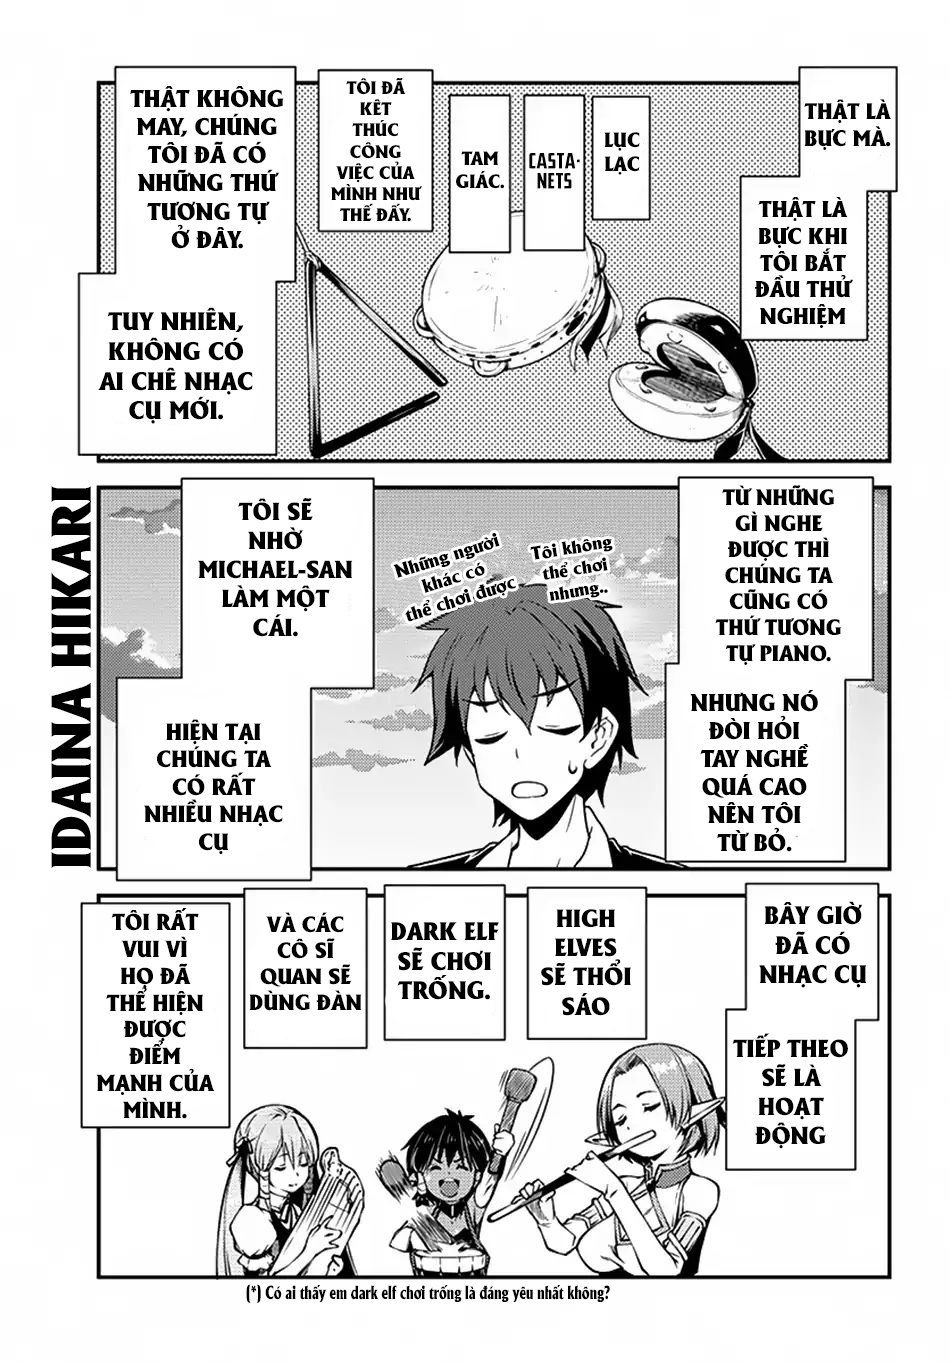 THẬT LÀ
BỰC MÀ.
THẬT LÀ
BỰC KHI
TÔI BẮT
ĐẦU THỬ
NGHIỆM
LỤC
LẠC
CASTA-
NETS
TAM
GIÁC.
TÔI ĐÃ
KẾT
THÚC
CÔNG
VIỆC CỦA
MÌNH NHƯ
THẾ ĐẤY.
THẬT KHÔNG
MAY, CHÚNG
TÔI ĐÃ CÓ
NHỮNG THỨ
TƯƠNG TỰ
Ở ĐÂY.
TUY NHIÊN,
KHÔNG CÓ
AI CHÊ NHẠC
CỤ MỚI.
TỪ NHỮNG
GÌ NGHE
ĐƯỢC THÌ
CHÚNG TA
CŨNG CÓ
THỨ TƯƠNG
TỰ PIANO.
NHƯNG NÓ
ĐÒI HỎI
TAY NGHỀ
QUÁ CAO
NÊN TÔI
TỪ BỎ.
Tôi không
thể chơi
nhưng..
Những người
khác có
thể chơi được
TÔI SẼ
NHỜ
MICHAEL-SAN
LÀM MỘT
CÁI.
HIỆN TẠI
CHÚNG TA
CÓ RẤT
NHIỀU NHẠC
CỤ
IDAINA HIKARI
BÂY GIỜ
ĐÃ CÓ
NHẠC CỤ
TIẾP THEO
SẼ LÀ
HOẠT
ĐỘNG
HIGH
ELVES
SẼ THỔI
SÁO
DARK ELF
SẼ CHƠI
TRỐNG.
VÀ CÁC
CÔ SĨ
QUAN SẼ
DÙNG ĐÀN
TÔI RẤT
VUI VÌ
HỌ ĐÃ
THỂ HIỆN
ĐƯỢC
ĐIỂM
MẠNH CỦA
MÌNH.
(*) Có ai thấy em dark elf chơi trống là đáng yêu nhất không?